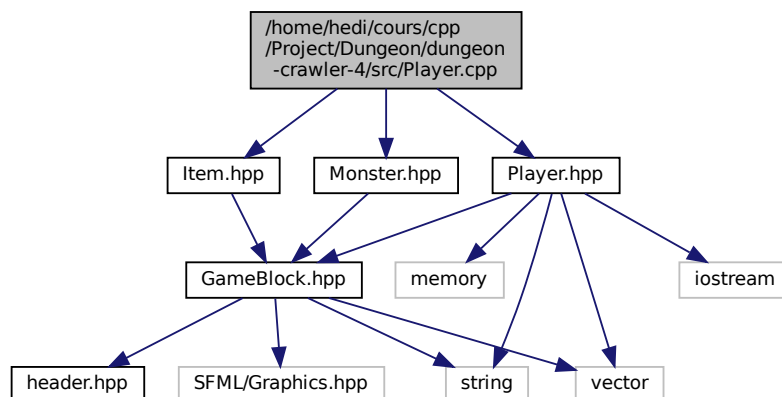 /home/hedi/cours/cpp
/Project/Dungeon/dungeon
-crawler-4/src/Player.cpp
Item.hpp
Monster.hpp
Player.hpp
GameBlock.hpp
memory
iostream
header.hpp
SFML/Graphics.hpp
string
vector